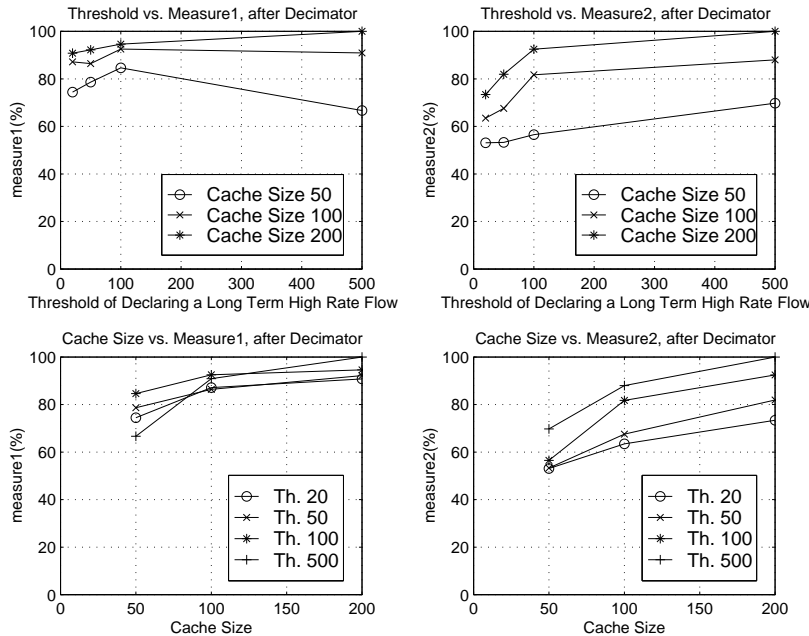 Threshold vs. Measure1, after Decimator
100
80
60
40
20
0
measure1(%)
Cache Size 50
Cache Size 100
Cache Size 200
0 100 200 300 400 500
Threshold of Declaring a Long Term High Rate Flow
Threshold vs. Measure2, after Decimator
100
80
60
40
20
0
measure2(%)
Cache Size 50
Cache Size 100
Cache Size 200
0 100 200 300 400 500
Threshold of Declaring a Long Term High Rate Flow
Cache Size vs. Measure1, after Decimator
100
80
60
40
20
0
measure1(%)
Th. 20
Th. 50
Th. 100
Th. 500
0 50 100 150 200
Cache Size
Cache Size vs. Measure2, after Decimator
100
80
60
40
20
0
measure2(%)
Th. 20
Th. 50
Th. 100
Th. 500
0 50 100 150 200
Cache Size